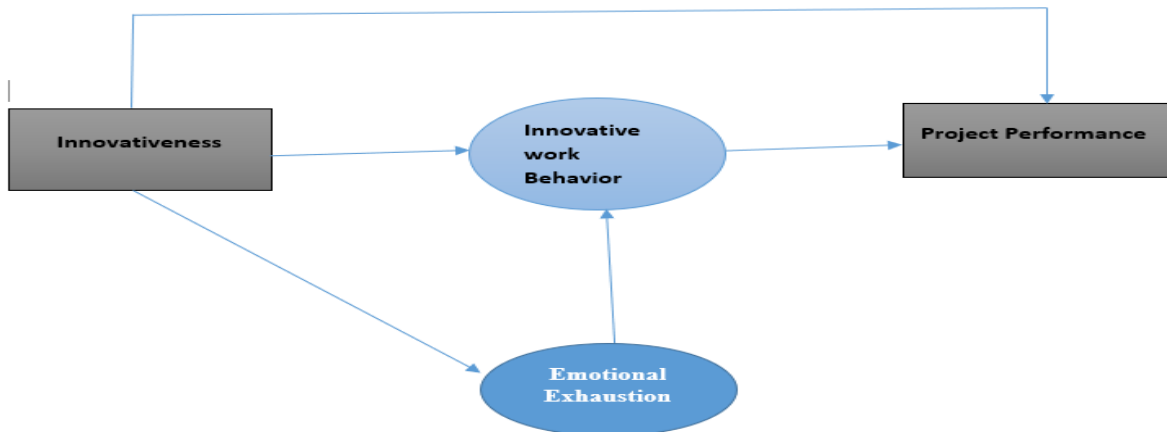 Innovativeness
Innovative
work
Behavior
Project Performance
Emotional
Exhaustion